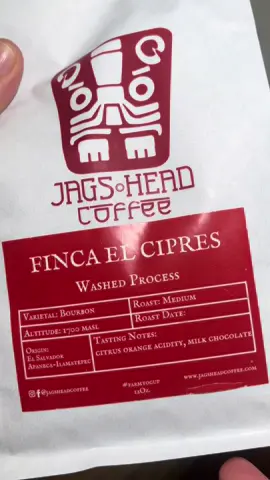 JAGS HEAD
COFFEE
FINCA EL CIPRES
WASHED PROCESS
VARIETAL: BOURBON
ROAST: MEDIUM
ALTITUDE: 1700 MASL
ROAST DATE:
ORIGIN:
EL SALVADOR
APANECA-ILAMATEPEC
TASTING NOTES:
CITRUS ORANGE ACIDITY, MILK CHOCOLATE
@JAGSHEADCOFFEE
#FARMTOCUP
12OZ.
WWW.JAGSHEADCOFFEE.COM